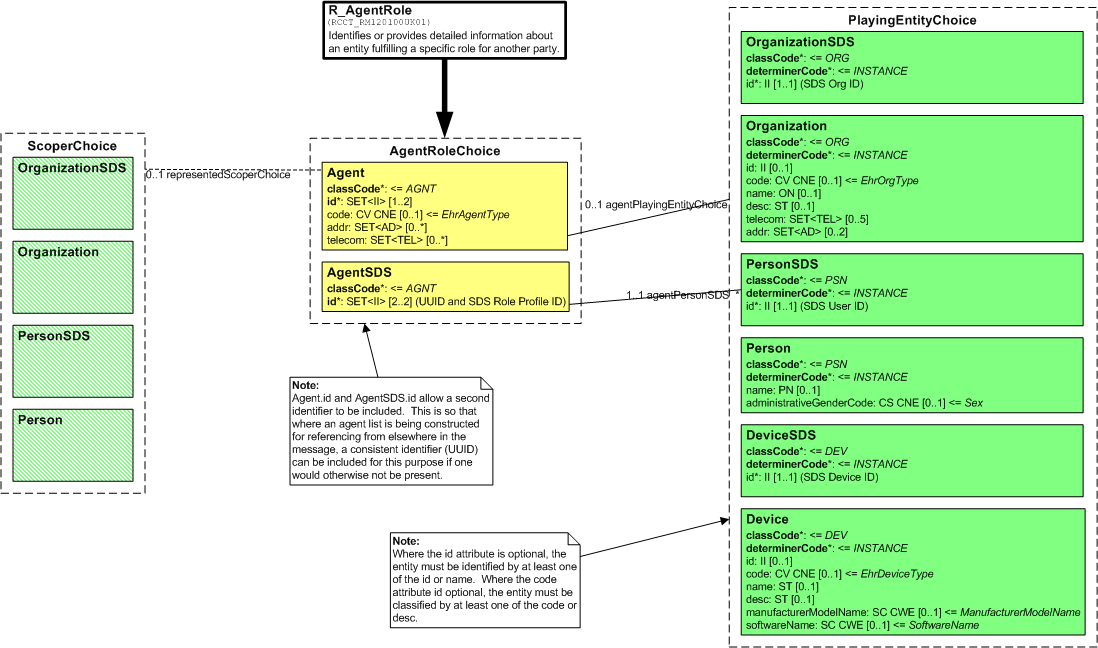 R_AgentRole
(RCCT_RM120100UK01)
Identifies or provides detailed information about
an entity fulfilling a specific role for another party.
ScoperChoice
OrganizationSDS
Organization
PersonSDS
Person
0..1 representedScoperChoice
AgentRoleChoice
Agent
classCode*: <= AGNT
id*: SET<II> [1..2]
code: CV CNE [0..1] <= EhrAgentType
addr: SET<AD> [0..*]
telecom: SET<TEL> [0..*]
AgentSDS
classCode*: <= AGNT
id*: SET<II> [2..2] (UUID and SDS Role Profile ID)
0..1 agentPlayingEntityChoice
1..1 agentPersonSDS *
Note:
Agent.id and AgentSDS.id allow a second
identifier to be included.  This is so that
where an agent list is being constructed
for referencing from elsewhere in the
message, a consistent identifier (UUID)
can be included for this purpose if one
would otherwise not be present.
Note:
Where the id attribute is optional, the
entity must be identified by at least one
of the id or name.  Where the code
attribute id optional, the entity must be
classified by at least one of the code or
desc.
PlayingEntityChoice
OrganizationSDS
classCode*: <= ORG
determinerCode*: <= INSTANCE
id*: II [1..1] (SDS Org ID)
Organization
classCode*: <= ORG
determinerCode*: <= INSTANCE
id: II [0..1]
code: CV CNE [0..1] <= EhrOrgType
name: ON [0..1]
desc: ST [0..1]
telecom: SET<TEL> [0..5]
addr: SET<AD> [0..2]
PersonSDS
classCode*: <= PSN
determinerCode*: <= INSTANCE
id*: II [1..1] (SDS User ID)
Person
classCode*: <= PSN
determinerCode*: <= INSTANCE
name: PN [0..1]
administrativeGenderCode: CS CNE [0..1] <= Sex
DeviceSDS
classCode*: <= DEV
determinerCode*: <= INSTANCE
id*: II [1..1] (SDS Device ID)
Device
classCode*: <= DEV
determinerCode*: <= INSTANCE
id: II [0..1]
code: CV CNE [0..1] <= EhrDeviceType
name: ST [0..1]
desc: ST [0..1]
manufacturerModelName: SC CWE [0..1] <= ManufacturerModelName
softwareName: SC CWE [0..1] <= SoftwareName